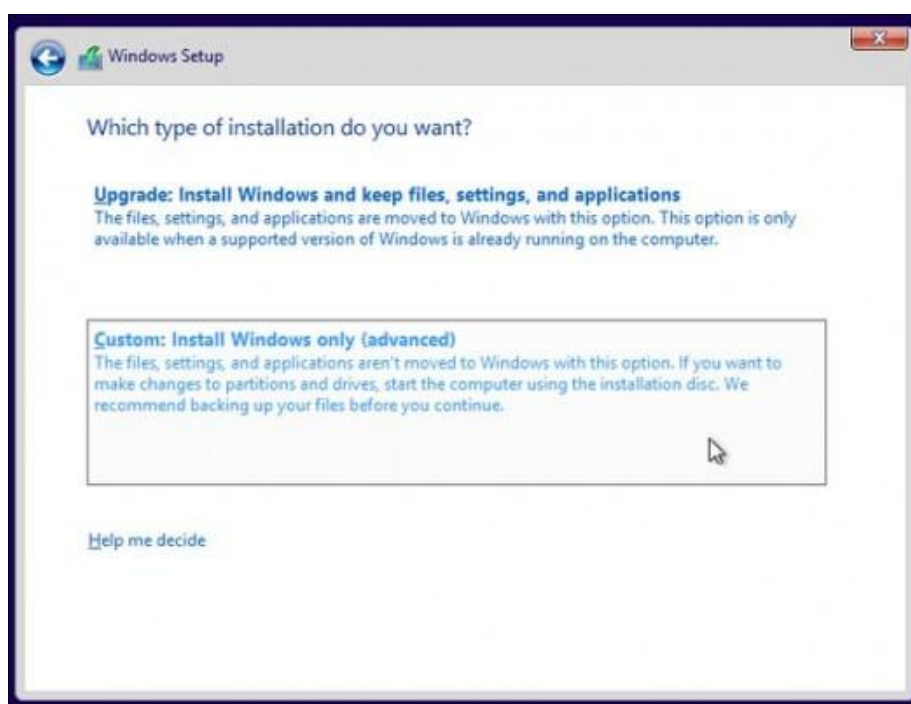 Windows Setup
Which type of installation do you want?
Upgrade: Install Windows and keep files, settings, and applications
The files, settings, and applications are moved to Windows with this option. This option is only
available when a supported version of Windows is already running on the computer.
Custom: Install Windows only (advanced)
The files, settings, and applications aren't moved to Windows with this option. If you want to
make changes to partitions and drives, start the computer using the installation disc. We
recommend backing up your files before you continue.
Help me decide